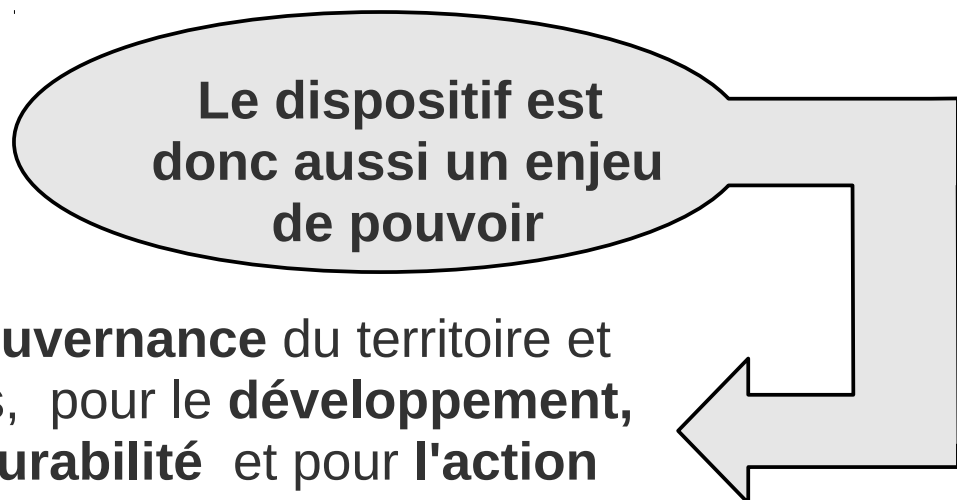 Le dispositif est
donc aussi un enjeu
de pouvoir
uvernance du territoire et
s, pour le développement,
urabilité et pour l'action